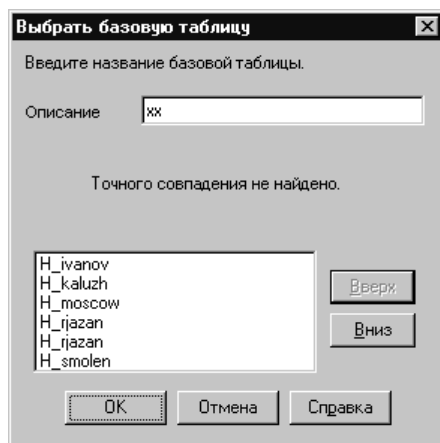 Выбрать базовую таблицу
Введите название базовой таблицы.
Описание xx
Точного совпадения не найдено.
H_ivanov
H_kaluzh
H_moscow
H_rjazan
H_rjazan
H_smolen
Вверх
Вниз
OK Отмена Справка